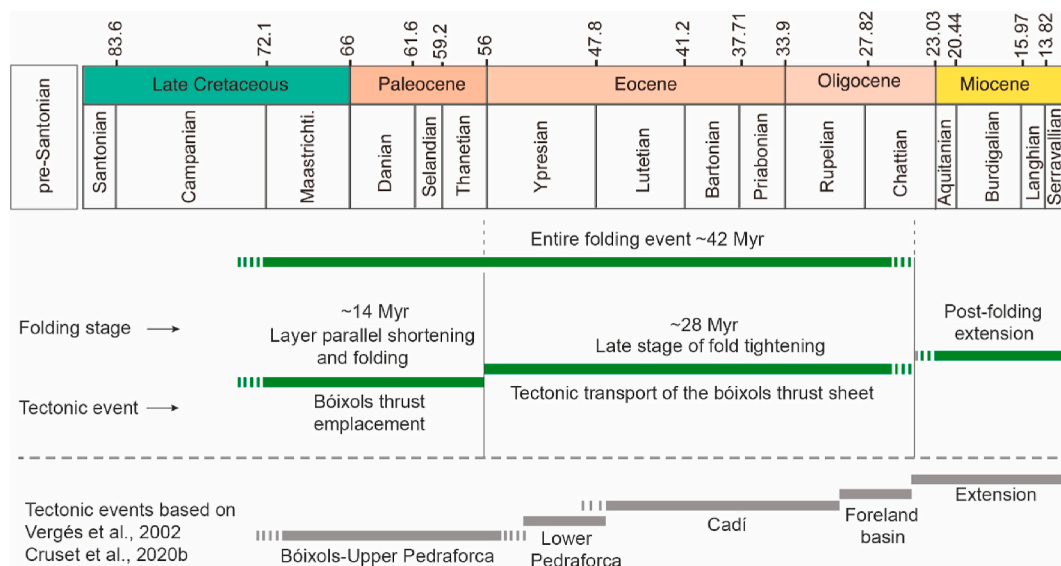 83.6
72.1
66
61.6
59.2
56
47.8
41.2
37.71
33.9
27.82
23.03
20.44
15.97
13.82
pre-Santonian
Late Cretaceous
Paleocene
Eocene
Oligocene
Miocene
Santonian
Campanian
Maastrichti.
Danian
Selandian
Thanetian
Ypresian
Lutetian
Bartonian
Priabonian
Rupelian
Chattian
Aquitanian
Burdigalian
Langhian
Serravallian
Entire folding event ~42 Myr
Folding stage
~14 Myr
Layer parallel shortening
and folding
~28 Myr
Late stage of fold tightening
Post-folding
extension
Tectonic event
Bóixols thrust
emplacement
Tectonic transport of the bóixols thrust sheet
Tectonic events based on
Vergés et al., 2002
Cruset et al., 2020b
Bóixols-Upper Pedraforca
Lower
Pedraforca
Cadí
Foreland
basin
Extension